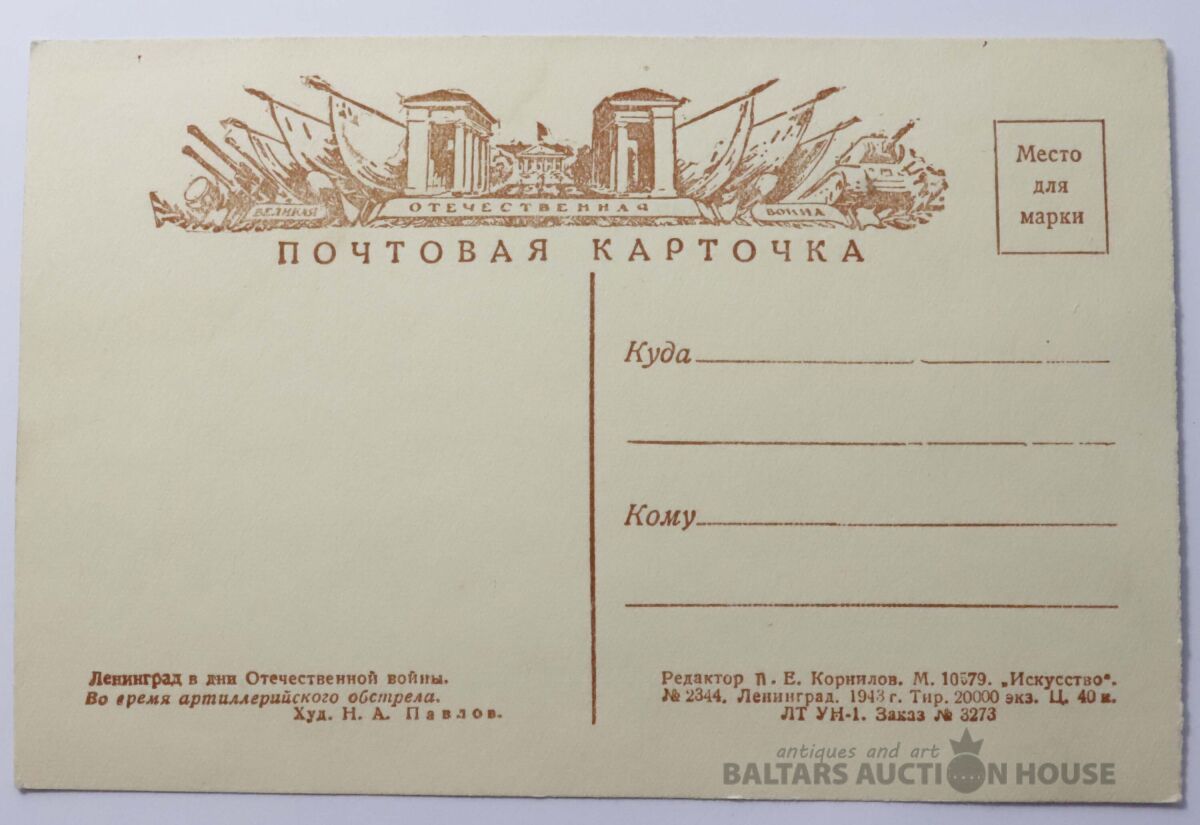 ВЕЛИКАЯ
ОТЕЧЕСТВЕННАЯ
ВОЙНА
ПОЧТОВАЯ КАРТОЧКА
Место
для
марки
Куда
Кому
Ленинград в дни Отечественной войны.
Во время артиллерийского обстрела.
Худ. Н. А. Павлов.
Редактор П. Е. Корнилов. М. 10579. „Искусство“.
№ 2344. Ленинград. 1943 г. Тир. 20000 экз. Ц. 40 к.
ЛТ УН-1. Заказ № 3273
antiques and art
BALTARS AUCTION HOUSE